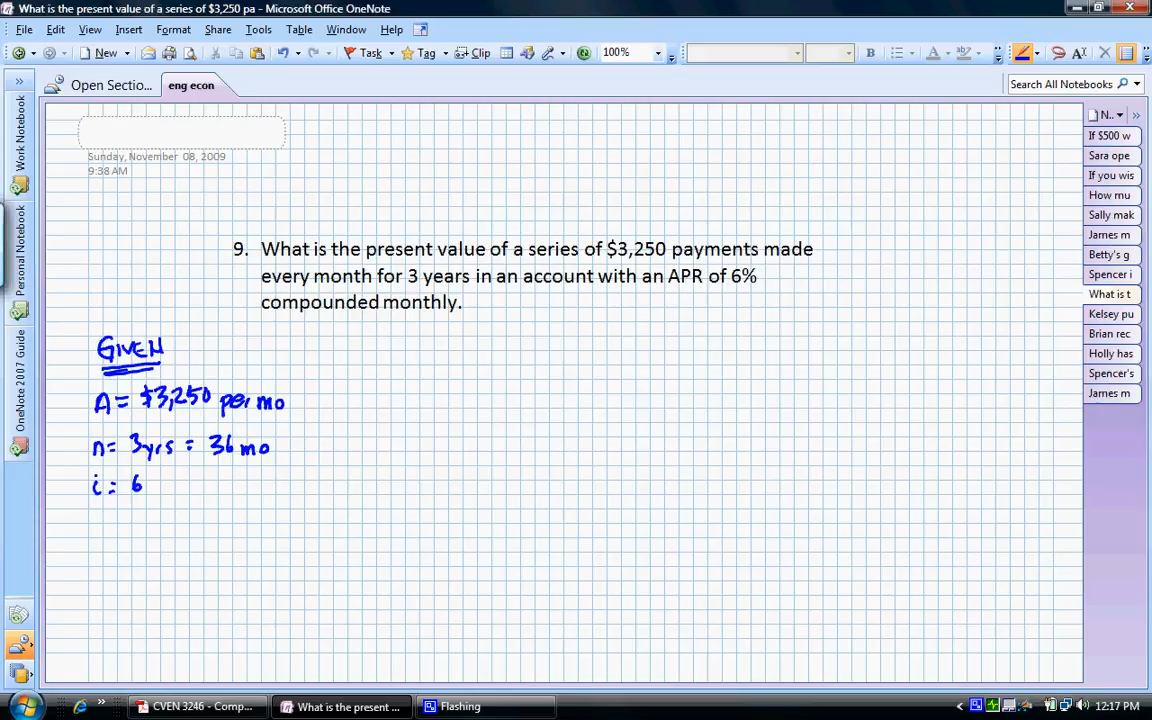 What is the present value of a series of $3,250 pa - Microsoft Office OneNote
File Edit View Insert Format Share Tools Table Window Help
New Task Tag Clip 100% B
Open Sectio... eng econ Search All Notebooks
Sunday, November 08, 2009
9:38 AM
9. What is the present value of a series of $3,250 payments made
every month for 3 years in an account with an APR of 6%
compounded monthly.
GIVEN
A = $3,250 per mo
n = 3yrs = 36 mo
i = 6
Work Notebook
Personal Notebook
OneNote 2007 Guide
N..
If $500 w
Sara ope
If you wis
How mu
Sally mak
James m
Betty's g
Spencer i
What is t
Kelsey pu
Brian rec
Holly has
Spencer's
James m
CVEN 3246 - Comp... What is the present ... Flashing 12:17 PM